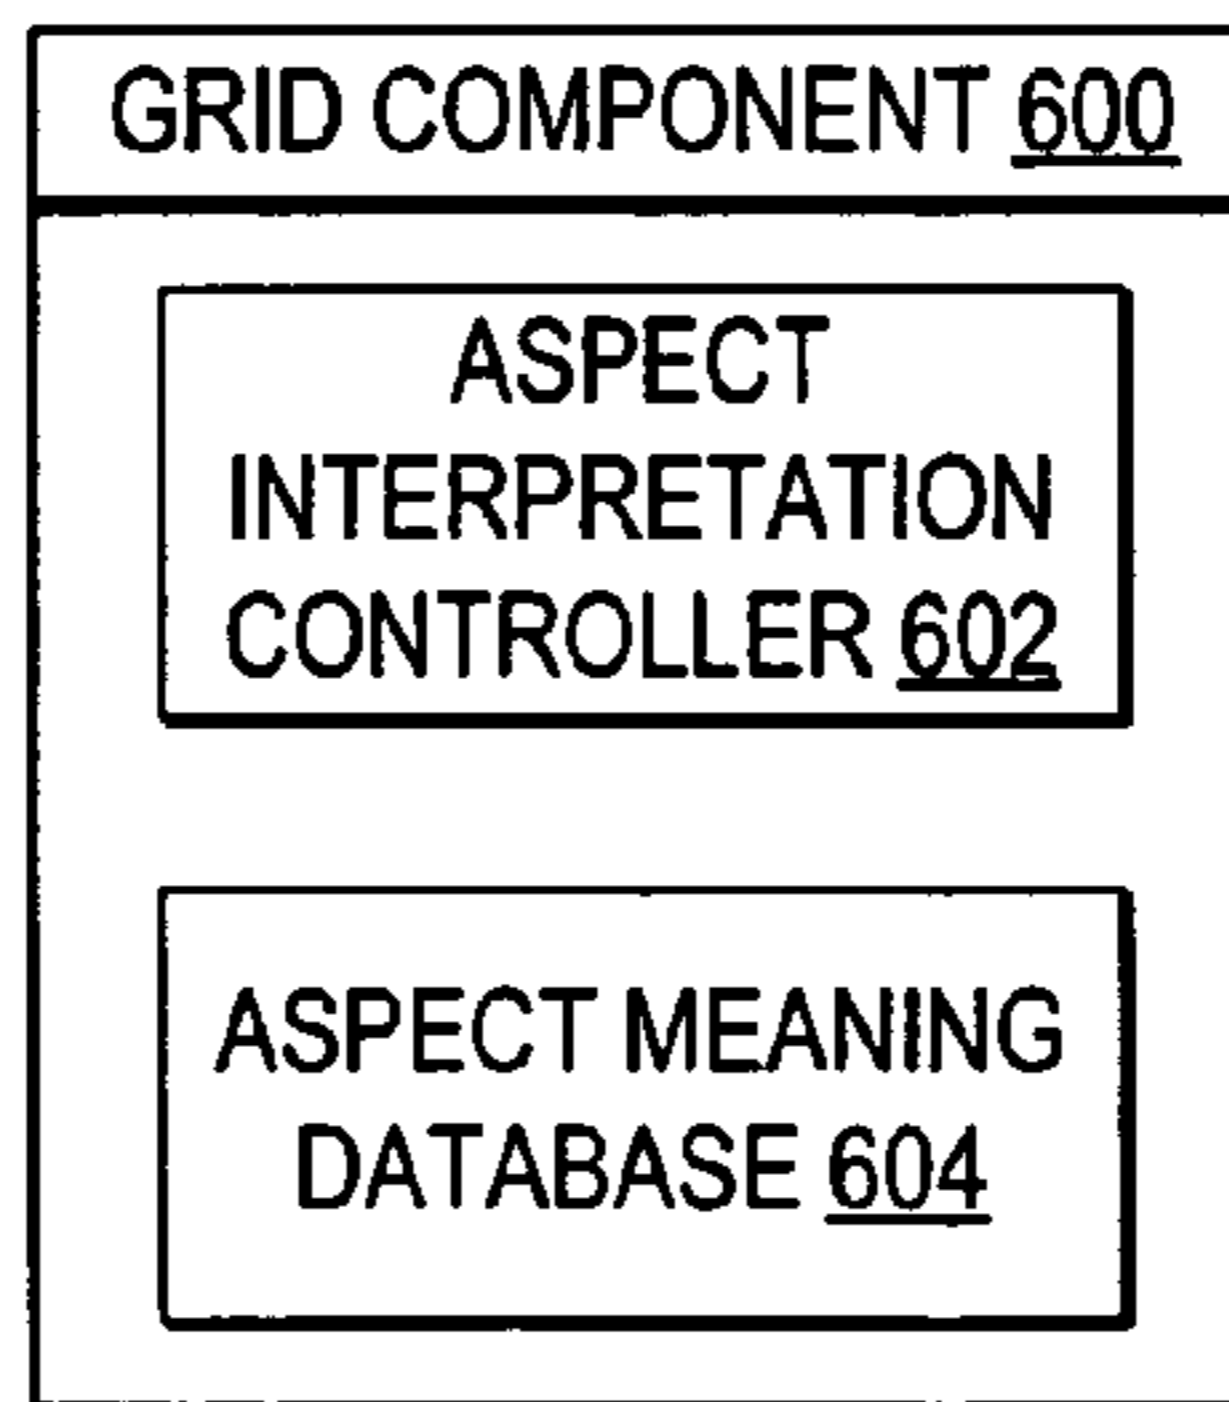 GRID COMPONENT 600
ASPECT
INTERPRETATION
CONTROLLER 602
ASPECT MEANING
DATABASE 604